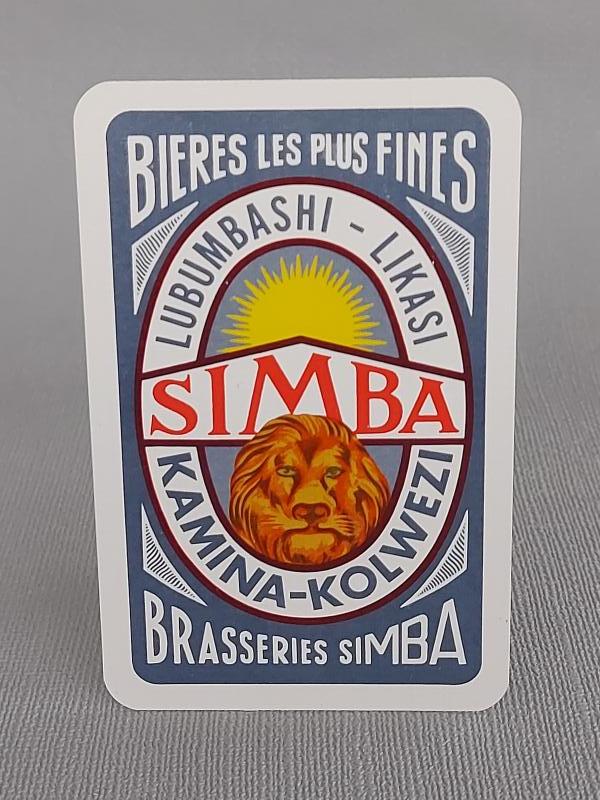 BIERES LES PLUS FINES
LUBUMBASHI - LIKASI
SIMBA
KAMINA-KOLWEZI
BRASSERIES SIMBA